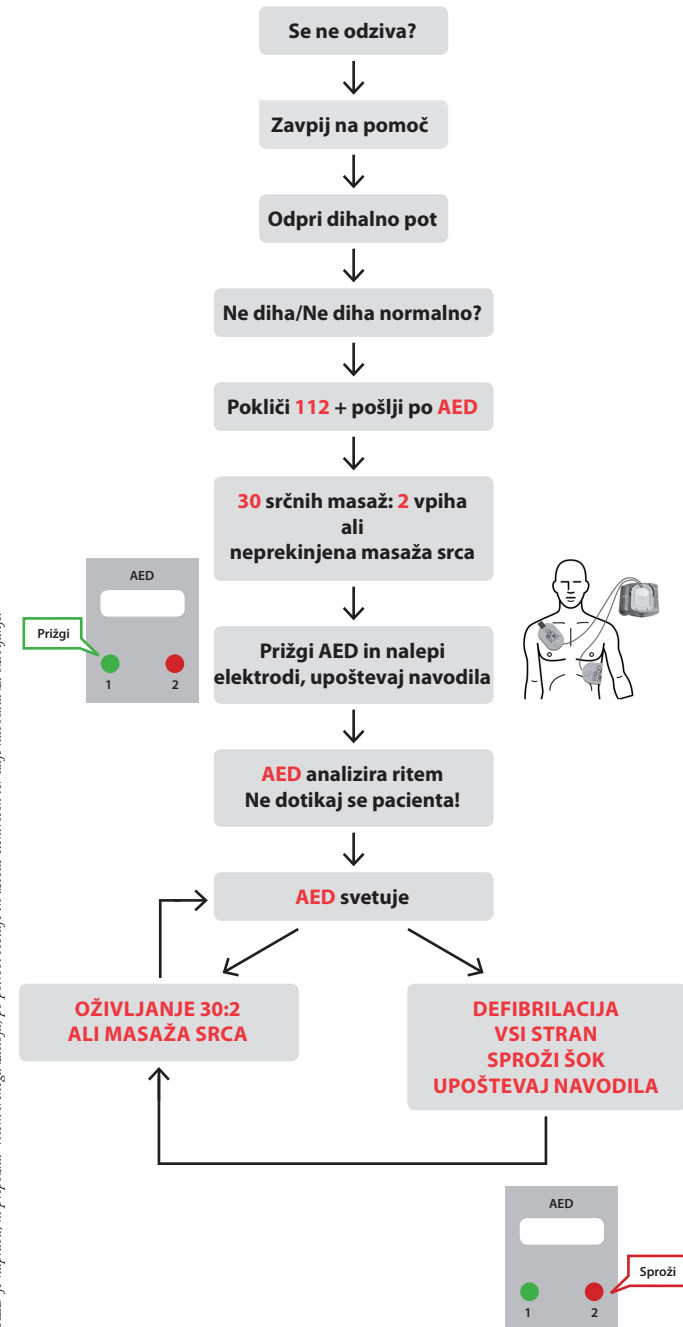 Se ne odziva?
Zavpij na pomoč
Odpri dihalno pot
Ne diha/Ne diha normalno?
Pokliči 112 + pošlji po AED
30 srčnih masaž: 2 vpiha
ali
neprekinjena masaža srca
AED
Prižgi
1 2
Prižgi AED in nalepi
elektrodi, upoštevaj navodila
AED analizira ritem
Ne dotikaj se pacienta!
AED svetuje
OŽIVLJANJE 30:2
ALI MASAŽA SRCA
DEFIBRILACIJA
VSI STRAN
SPROŽI ŠOK
UPOŠTEVAJ NAVODILA
AED
Sproži
1 2